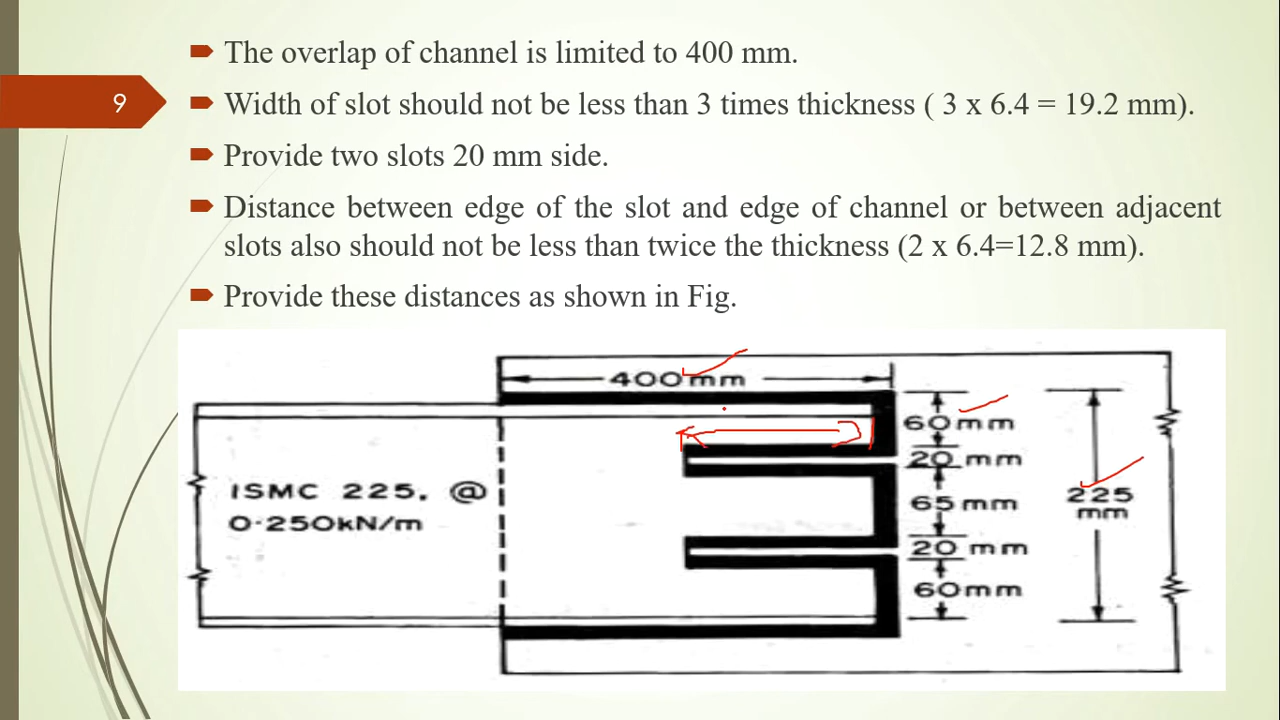 The overlap of channel is limited to 400 mm.
9
Width of slot should not be less than 3 times thickness ( 3 x 6.4 = 19.2 mm).
Provide two slots 20 mm side.
Distance between edge of the slot and edge of channel or between adjacent
slots also should not be less than twice the thickness (2 x 6.4=12.8 mm).
Provide these distances as shown in Fig.
400mm
60mm
20 mm
ISMC 225, @
0·250kN/m
65mm
225
mm
20 mm
60mm